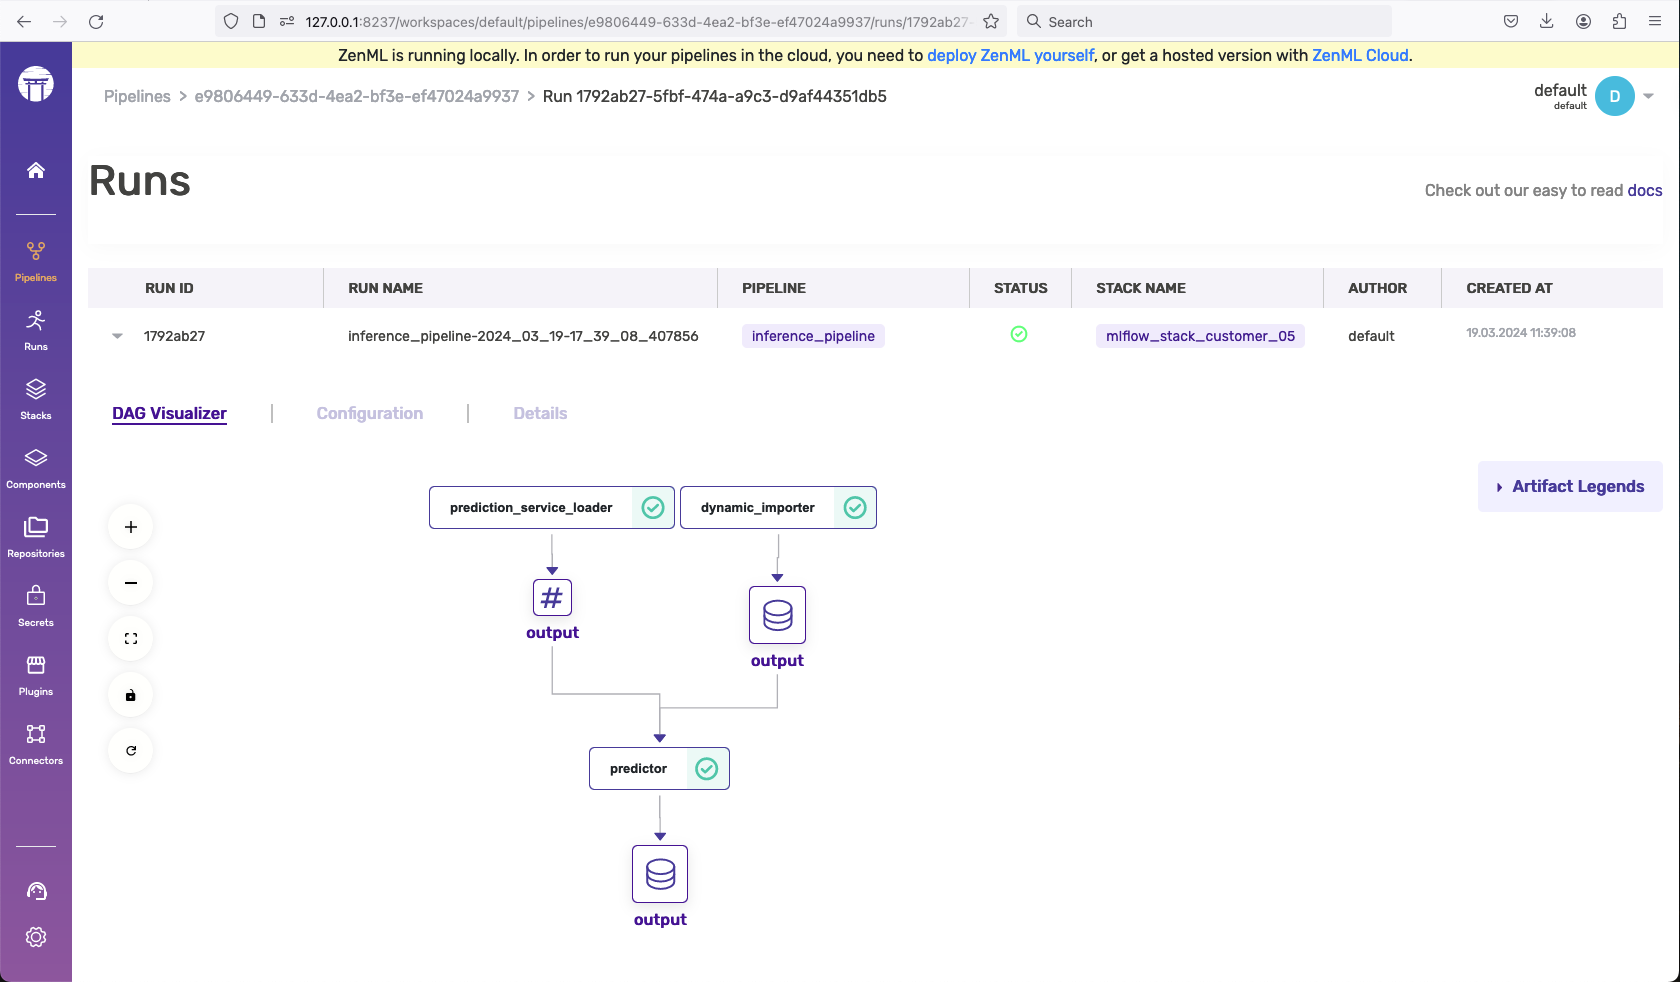 127.0.0.1:8237/workspaces/default/pipelines/e9806449-633d-4ea2-bf3e-ef47024a9937/runs/1792ab27-
Search
ZenML is running locally. In order to run your pipelines in the cloud, you need to deploy ZenML yourself, or get a hosted version with ZenML Cloud.
Pipelines > e9806449-633d-4ea2-bf3e-ef47024a9937 > Run 1792ab27-5fbf-474a-a9c3-d9af44351db5
default
default
D
Pipelines
Runs
Stacks
Components
Repositories
Secrets
Plugins
Connectors
Runs
Check out our easy to read docs
RUN ID RUN NAME PIPELINE STATUS STACK NAME AUTHOR CREATED AT
1792ab27 inference_pipeline-2024_03_19-17_39_08_407856 inference_pipeline mlflow_stack_customer_05 default 19.03.2024 11:39:08
DAG Visualizer | Configuration | Details
Artifact Legends
prediction_service_loader
dynamic_importer
#
output
output
predictor
output